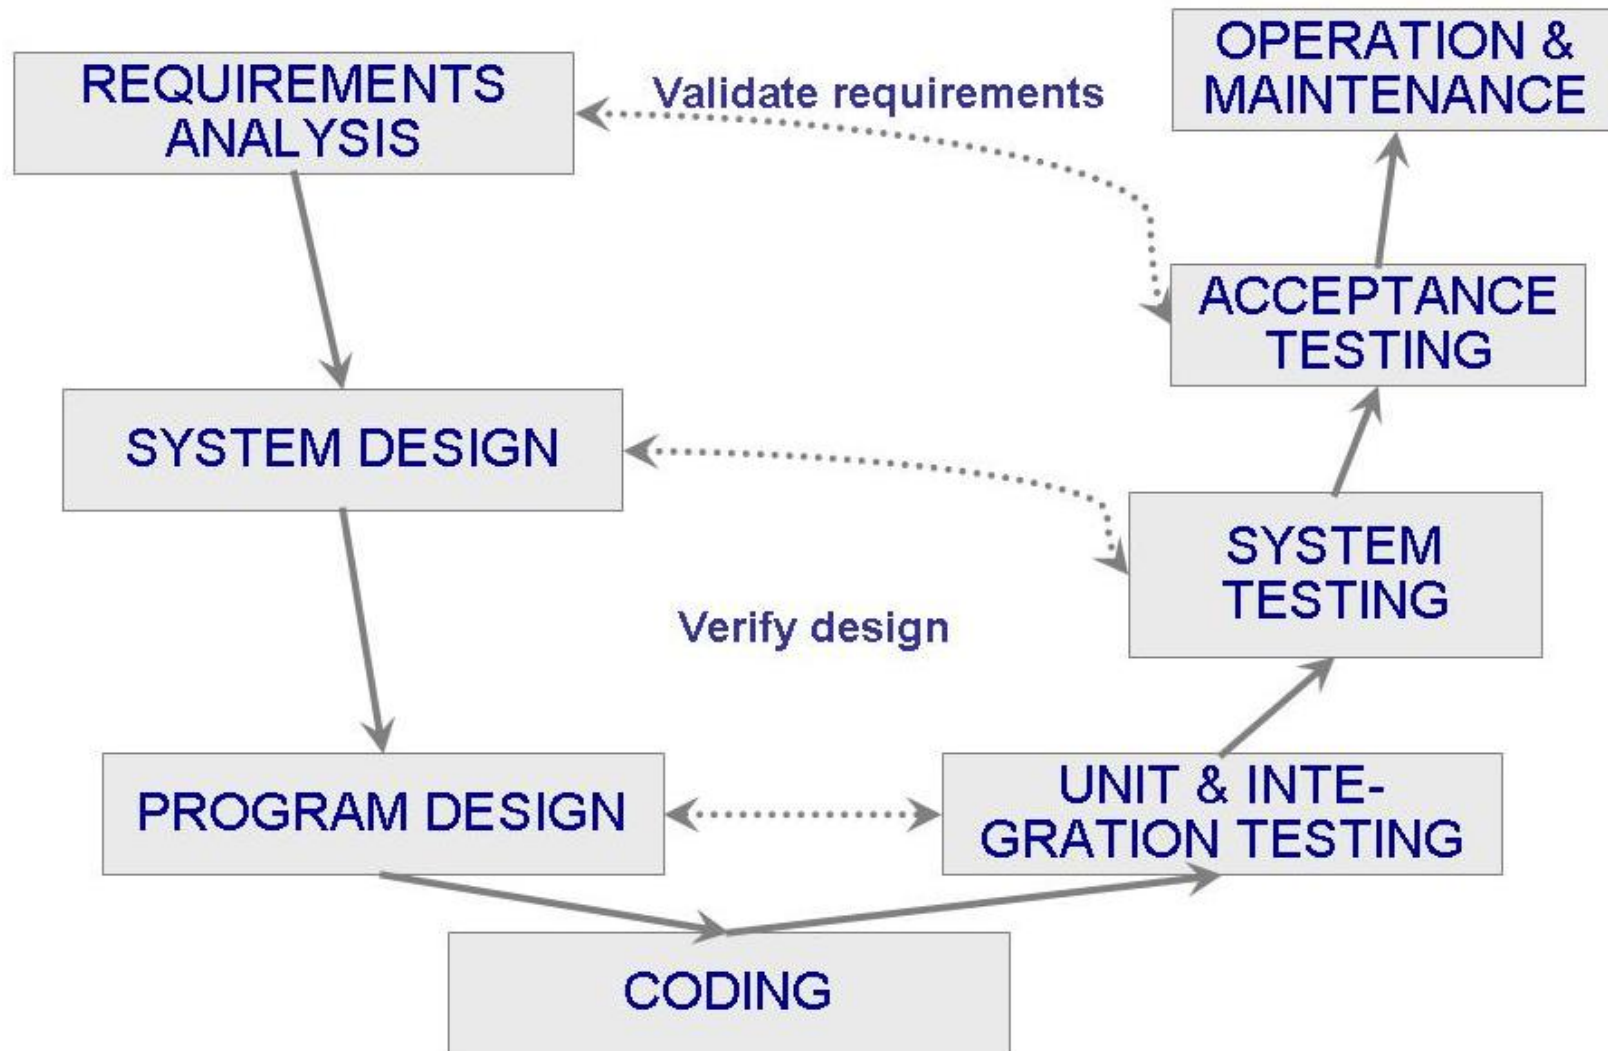 REQUIREMENTS
ANALYSIS
Validate requirements
OPERATION &
MAINTENANCE
ACCEPTANCE
TESTING
SYSTEM DESIGN
SYSTEM
TESTING
Verify design
PROGRAM DESIGN
UNIT & INTE-
GRATION TESTING
CODING